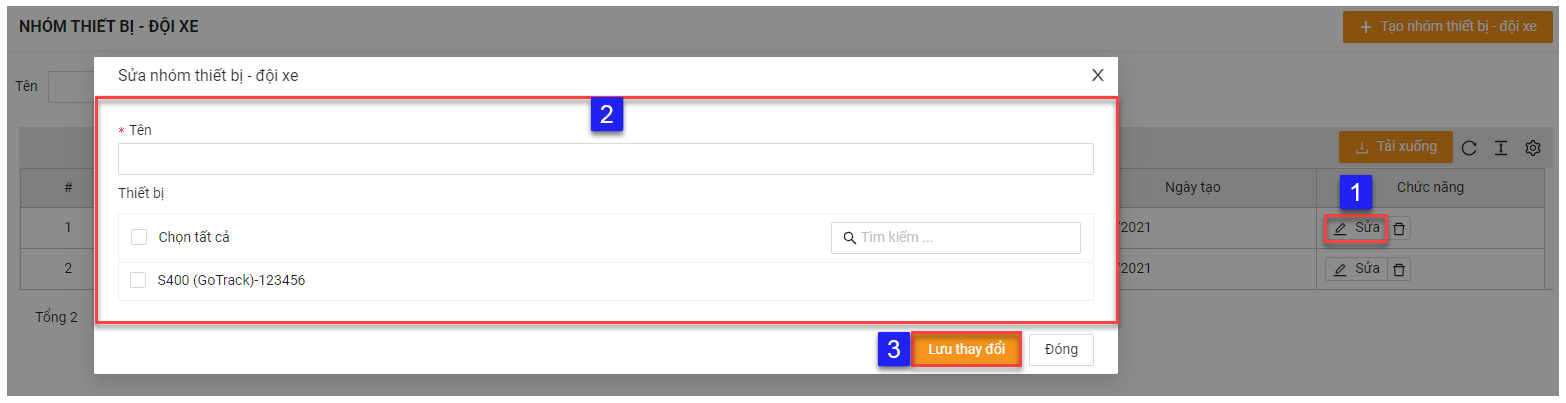 NHÓM THIẾT BỊ - ĐỘI XE
Tạo nhóm thiết bị - đội xe
Sửa nhóm thiết bị - đội xe
X
Tên
2
* Tên
Tải xuống
Thiết bị
# Ngày tạo Chức năng
1
Chọn tất cả
Tìm kiếm ...
1 /2021 Sửa
S400 (GoTrack)-123456
2 /2021 Sửa
Tổng 2
3
Lưu thay đổi
Đóng